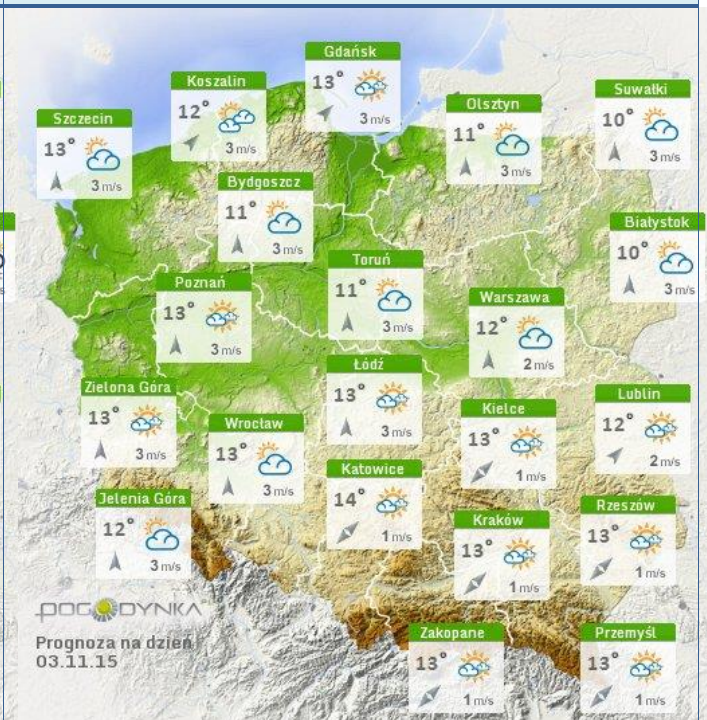 Gdańsk
13°
3 m/s
Koszalin
12°
3 m/s
Suwałki
10°
3 m/s
Olsztyn
11°
3 m/s
Szczecin
13°
3 m/s
Bydgoszcz
11°
3 m/s
Białystok
10°
3 m/s
Toruń
11°
3 m/s
Poznań
13°
3 m/s
Warszawa
12°
2 m/s
Łódź
13°
3 m/s
Zielona Góra
13°
3 m/s
Lublin
12°
2 m/s
Kielce
13°
1 m/s
Wrocław
13°
3 m/s
Katowice
14°
1 m/s
Jelenia Góra
12°
3 m/s
Rzeszów
13°
1 m/s
Kraków
13°
1 m/s
POGODYNKA
Prognoza na dzień
03.11.15
Zakopane
13°
1 m/s
Przemyśl
13°
1 m/s